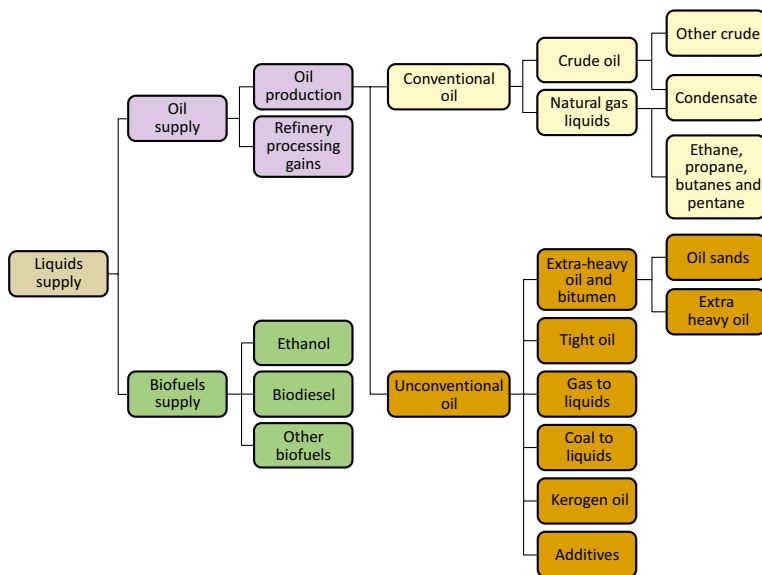 Liquids
supply
Oil
supply
Biofuels
supply
Oil
production
Refinery
processing
gains
Ethanol
Biodiesel
Other
biofuels
Conventional
oil
Unconventional
oil
Crude oil
Natural gas
liquids
Other crude
Condensate
Ethane,
propane,
butanes and
pentane
Extra-heavy
oil and
bitumen
Tight oil
Gas to
liquids
Coal to
liquids
Kerogen oil
Additives
Oil sands
Extra
heavy oil